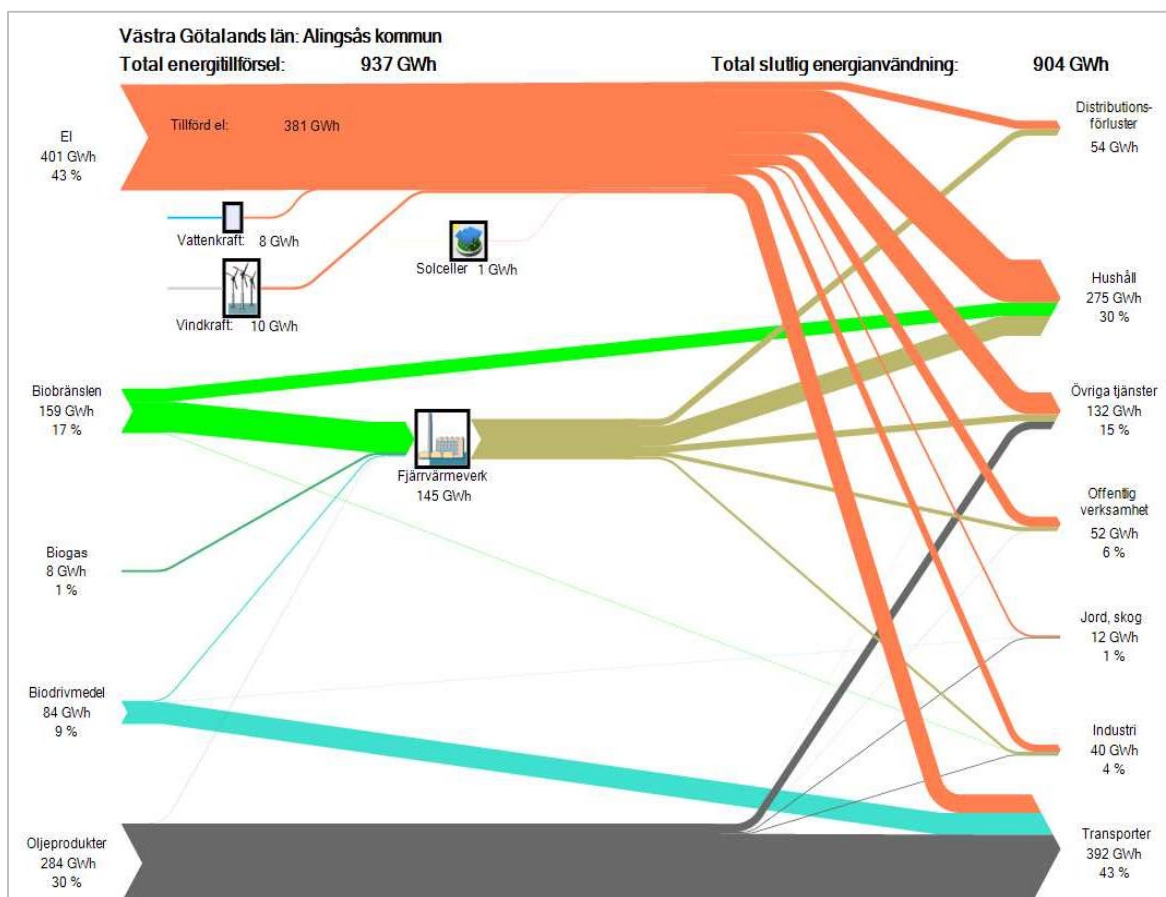 Västra Götalands län: Alingsås kommun
Total energitillförsel: 937 GWh
Total slutlig energianvändning: 904 GWh
El
401 GWh
43 %
Tillförd el: 381 GWh
Vattenkraft: 8 GWh
Solceller 1 GWh
Vindkraft: 10 GWh
Biobränslen
159 GWh
17 %
Fjärrvärmeverk
145 GWh
Biogas
8 GWh
1 %
Biodrivmedel
84 GWh
9 %
Oljeprodukter
284 GWh
30 %
Distributions-
förluster
54 GWh
Hushåll
275 GWh
30 %
Övriga tjänster
132 GWh
15 %
Offentlig
verksamhet
52 GWh
6 %
Jord, skog
12 GWh
1 %
Industri
40 GWh
4 %
Transporter
392 GWh
43 %